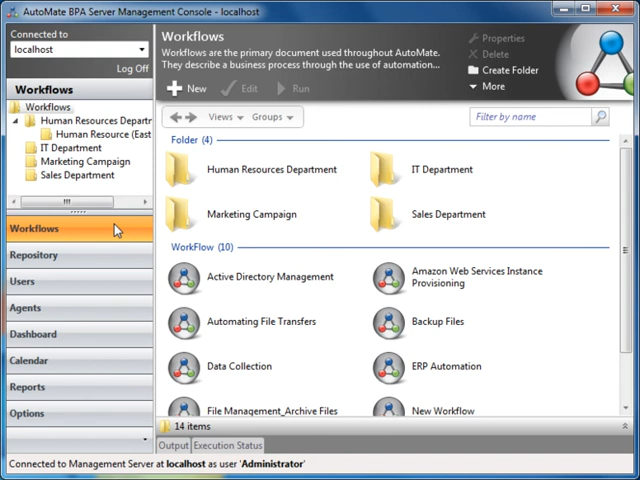 AutoMate BPA Server Management Console - localhost
Connected to
localhost
Log Off
Workflows
Workflows
Human Resources Departm
Human Resource (East
IT Department
Marketing Campaign
Sales Department
Workflows
Repository
Users
Agents
Dashboard
Calendar
Reports
Options
Workflows
Workflows are the primary document used throughout AutoMate.
They describe a business process through the use of automation...
New
Edit
Run
Properties
Delete
Create Folder
More
Views
Groups
Filter by name
Folder (4)
Human Resources Department
IT Department
Marketing Campaign
Sales Department
WorkFlow (10)
Active Directory Management
Amazon Web Services Instance
Provisioning
Automating File Transfers
Backup Files
Data Collection
ERP Automation
File Management_Archive Files
New Workflow
14 items
Output
Execution Status
Connected to Management Server at localhost as user 'Administrator'